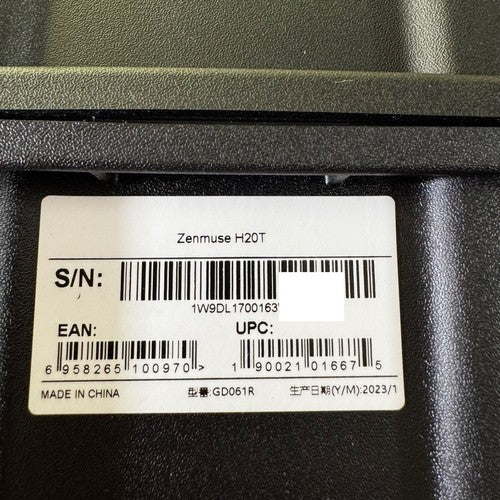 Zenmuse H20T
S/N:
1W9DL1700163
EAN: UPC:
6 958265 100970 > 1 90021 01667 5
MADE IN CHINA 型番:GD061R 生产日期(Y/M):2023/1